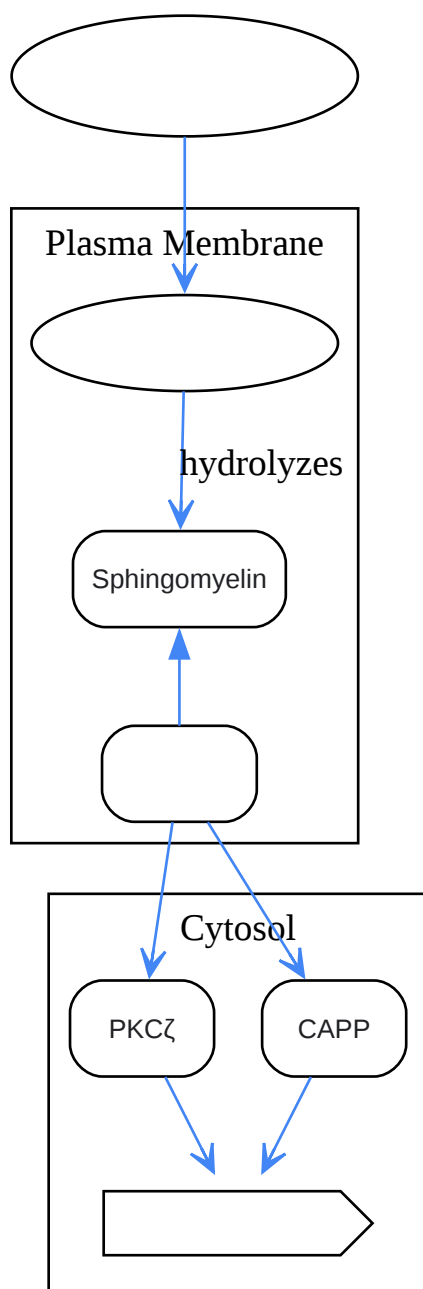 Plasma Membrane
hydrolyzes
Sphingomyelin
Cytosol
PKCζ
CAPP